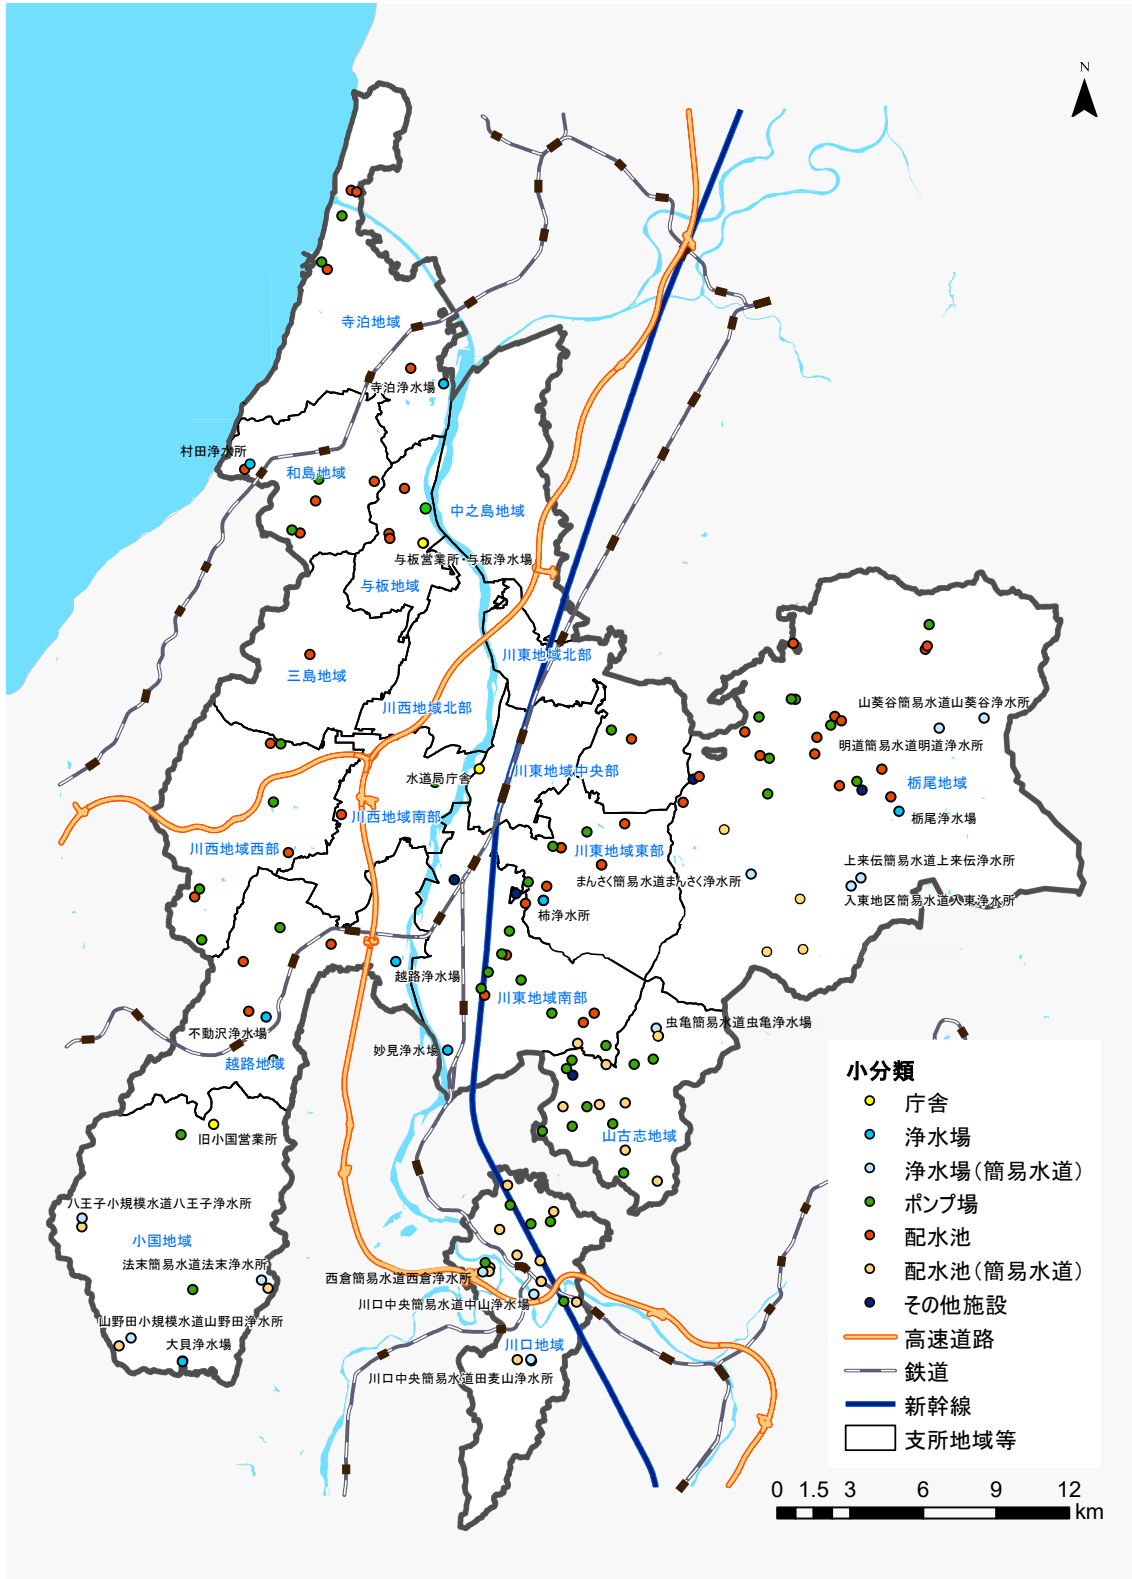 N
寺泊地域
寺泊浄水場
村田浄水所
和島地域
中之島地域
与板営業所・与板浄水場
与板地域
川東地域北部
三島地域
川西地域北部
山葵谷簡易水道山葵谷浄水所
明道簡易水道明道浄水所
水道局庁舎
川東地域中央部
栃尾地域
川西地域南部
栃尾浄水場
川西地域西部
川東地域東部
上来伝簡易水道上来伝浄水所
まんさく簡易水道まんさく浄水所
入東地区簡易水道入東浄水所
柿浄水所
越路浄水場
川東地域南部
虫亀簡易水道虫亀浄水場
不動沢浄水場
妙見浄水場
越路地域
旧小国営業所
山古志地域
八王子小規模水道八王子浄水所
小国地域
法末簡易水道法末浄水所
西倉簡易水道西倉浄水所
川口中央簡易水道中山浄水場
山野田小規模水道山野田浄水所
大貝浄水場
川口地域
川口中央簡易水道田麦山浄水所
小分類
庁舎
浄水場
浄水場(簡易水道)
ポンプ場
配水池
配水池(簡易水道)
その他施設
高速道路
鉄道
新幹線
支所地域等
0 1.5 3 6 9 12
km